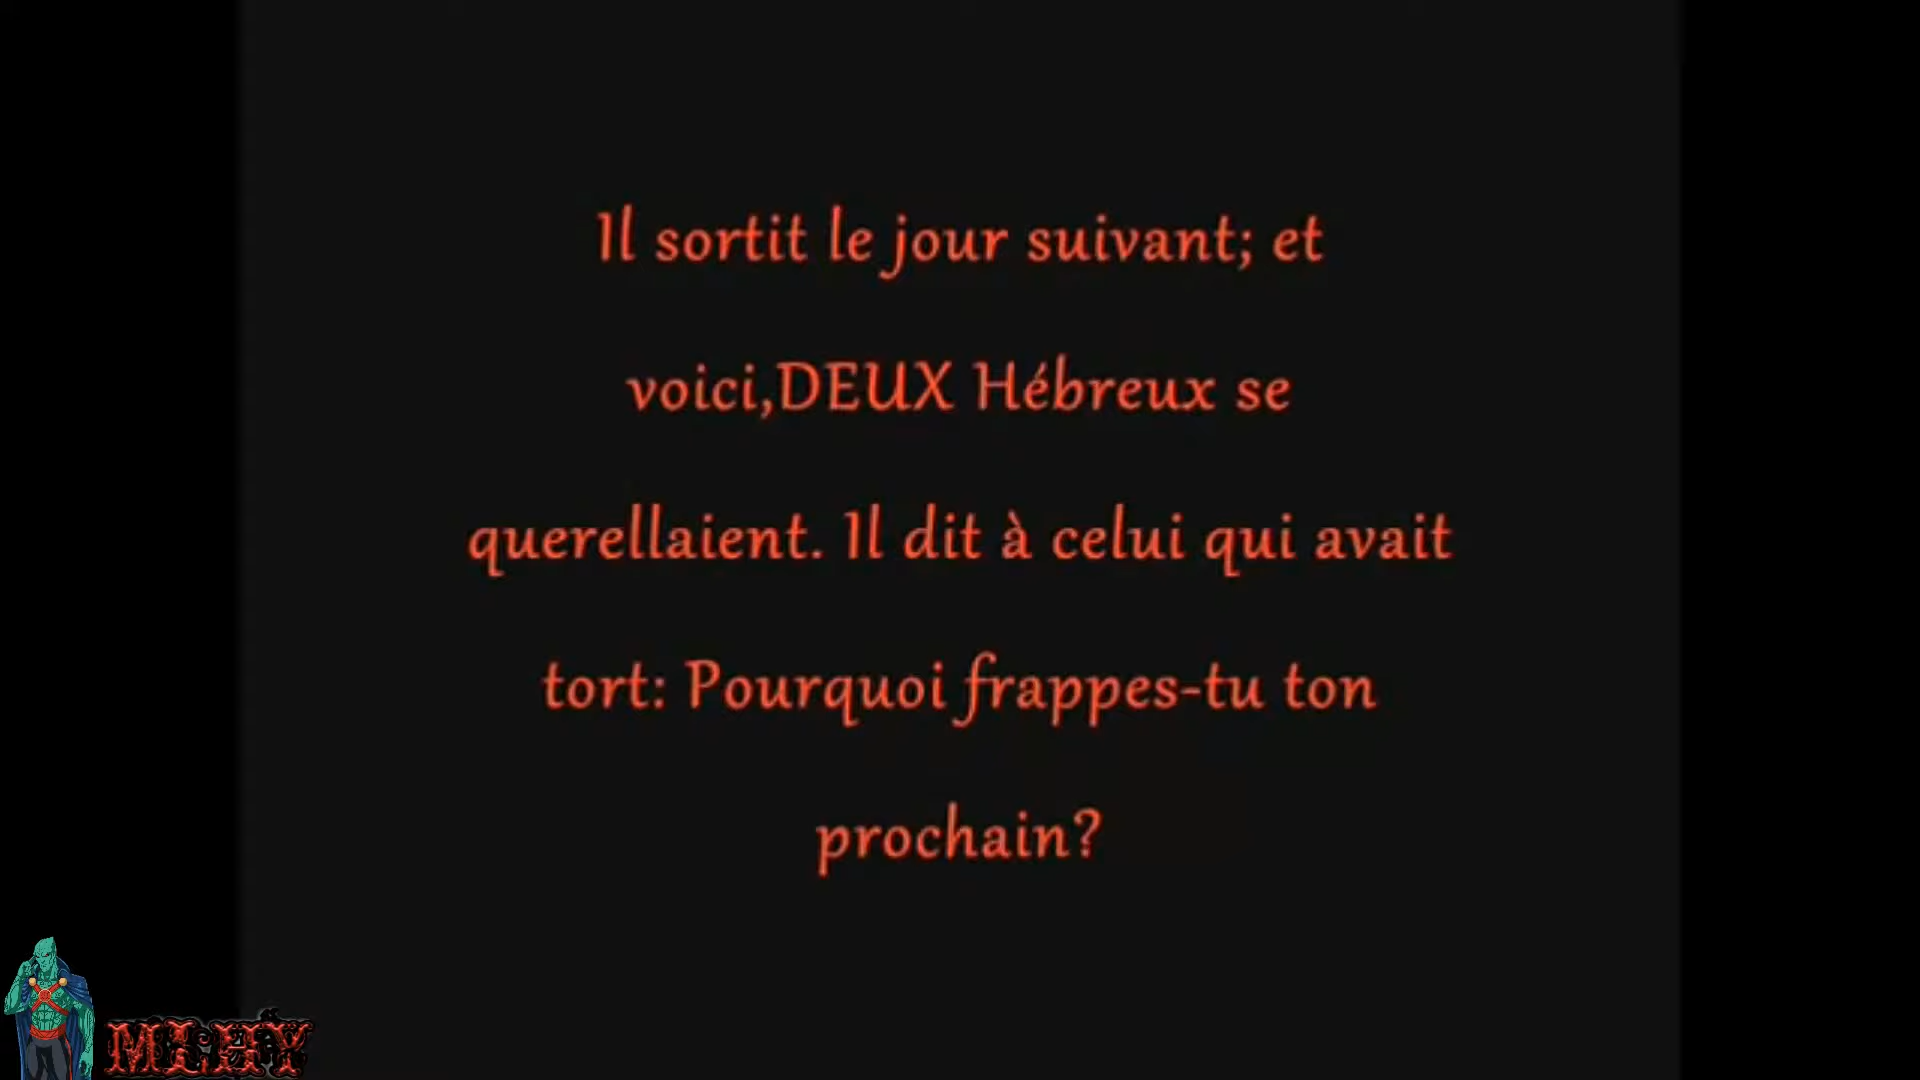 Il sortit le jour suivant; et
voici,DEUX Hébreux se
querellaient. Il dit à celui qui avait
tort: Pourquoi frappes-tu ton
prochain?